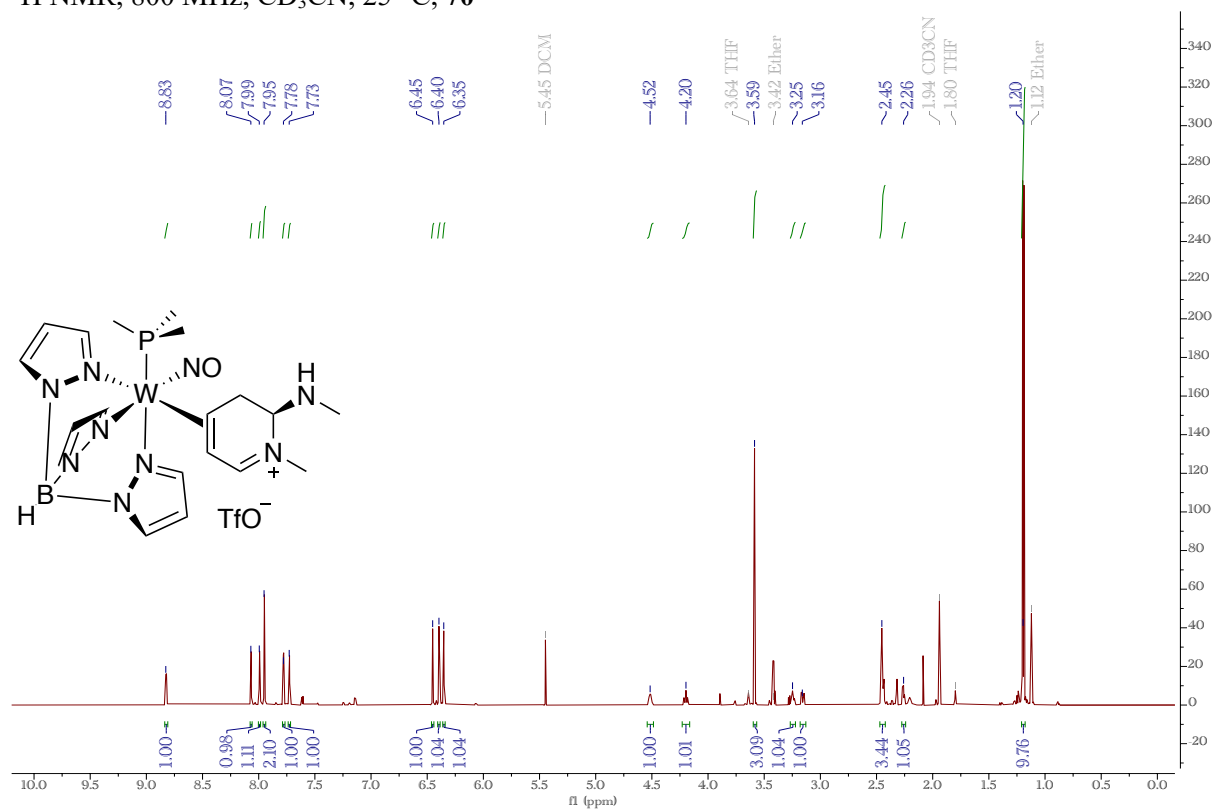 ¹H NMR, 800 MHz, CD₃CN, 25 °C, 76
8.83
8.07
7.99
7.95
7.78
7.73
6.45
6.40
6.35
5.45 DCM
4.52
4.20
3.64 THF
3.59
3.42 Ether
3.25
3.16
2.45
2.26
1.94 CD3CN
1.80 THF
1.20
1.12 Ether
340
320
300
280
260
240
220
200
180
160
140
120
100
80
60
40
20
0
-20
P
N
N
W
NO
H
N
N
N
N
N
N
+
B
H
TfO⁻
1.00
0.98
1.11
2.10
1.00
1.00
1.00
1.04
1.04
1.00
1.01
3.09
1.04
1.00
3.44
1.05
9.76
10.0 9.5 9.0 8.5 8.0 7.5 7.0 6.5 6.0 5.5 5.0 4.5 4.0 3.5 3.0 2.5 2.0 1.5 1.0 0.5 0.0
f1 (ppm)